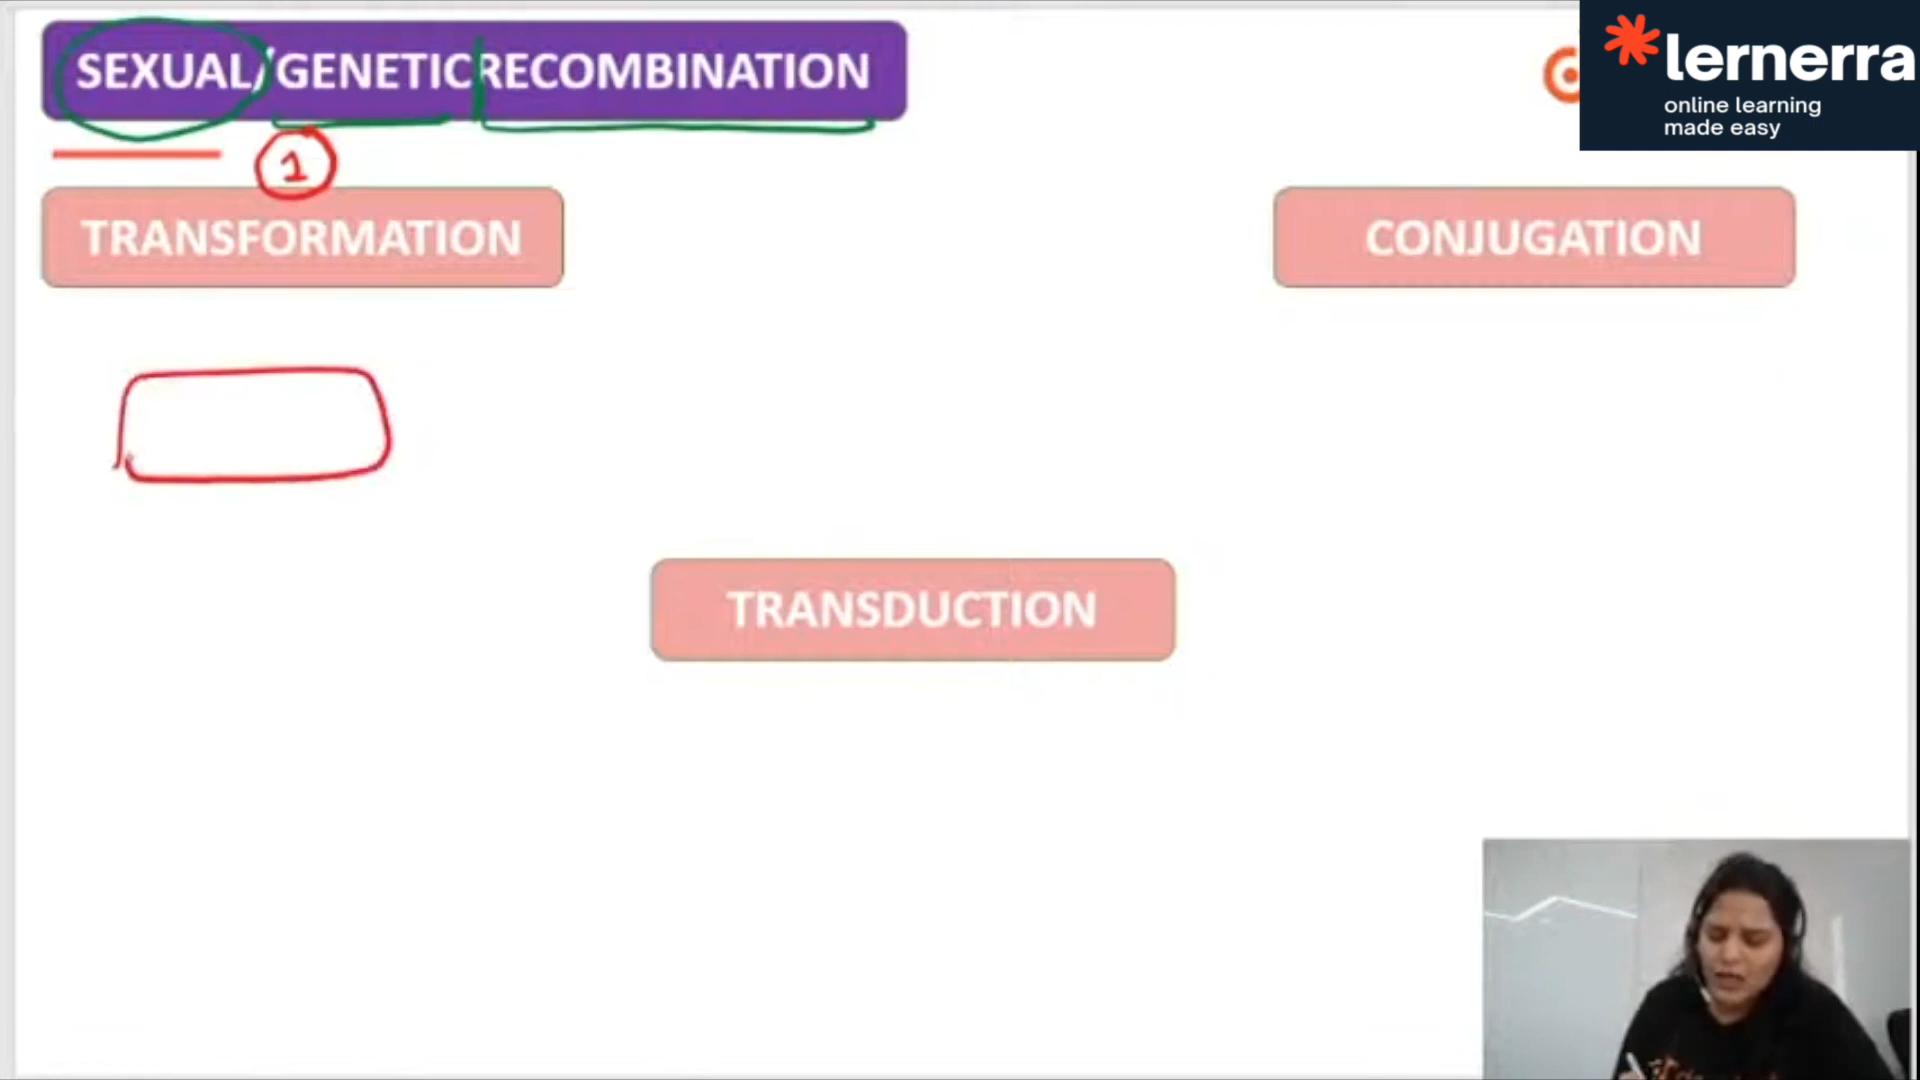 SEXUAL/GENETIC RECOMBINATION
lernerra
online learning
made easy
1
TRANSFORMATION
CONJUGATION
TRANSDUCTION